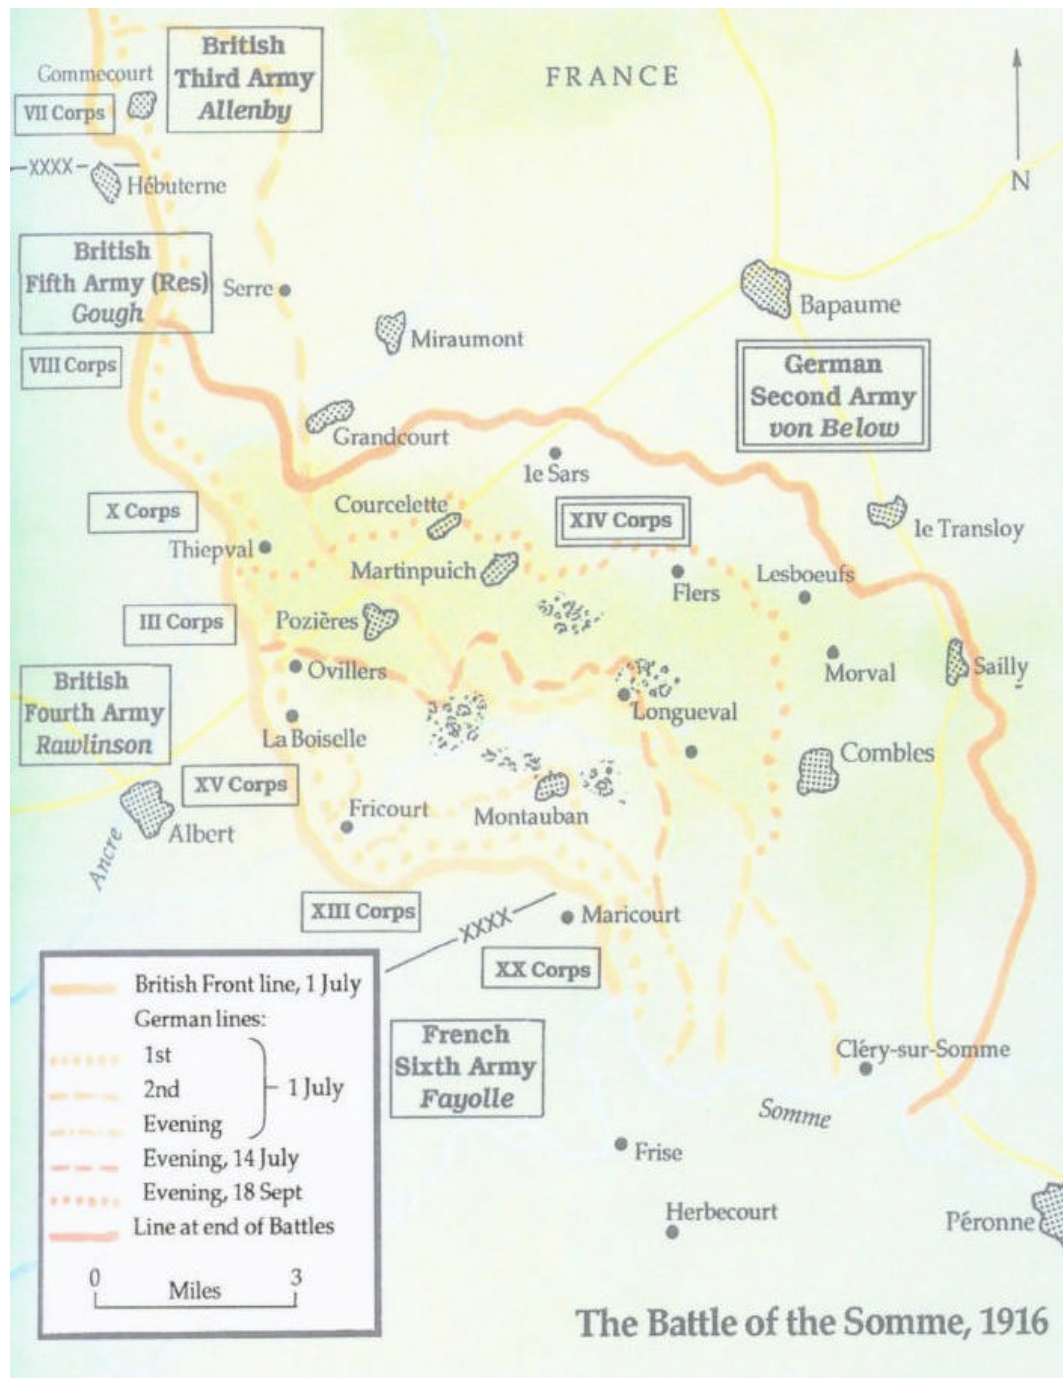 British
Third Army
Allenby
Gommecourt
VII Corps
FRANCE
N
XXXX
Hébuterne
British
Fifth Army (Res)
Gough
Serre
VIII Corps
Miraumont
Bapaume
German
Second Army
von Below
Grandcourt
le Sars
X Corps
Courcelette
XIV Corps
le Transloy
Thiepval
Martinpuich
Flers
Lesboeufs
III Corps
Pozières
Ovillers
Morval
Sailly
British
Fourth Army
Rawlinson
La Boiselle
Longueval
Combles
XV Corps
Albert
Ancre
Fricourt
Montauban
XIII Corps
XXXX
Maricourt
XX Corps
British Front line, 1 July
German lines:
1st
2nd
Evening
1 July
Evening, 14 July
Evening, 18 Sept
Line at end of Battles
0 3
Miles
French
Sixth Army
Fayolle
Cléry-sur-Somme
Somme
Frise
Herbecourt
Péronne
The Battle of the Somme, 1916